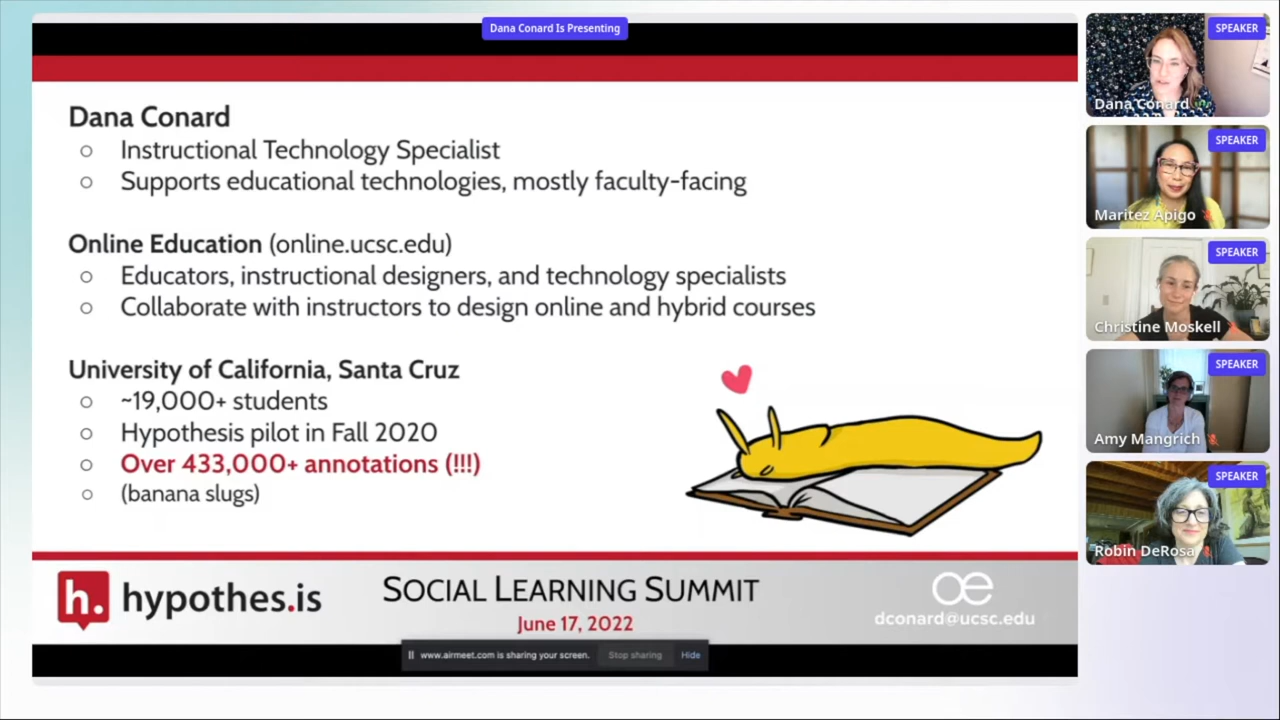 Dana Conard Is Presenting
Dana Conard
○ Instructional Technology Specialist
○ Supports educational technologies, mostly faculty-facing
Online Education (online.ucsc.edu)
○ Educators, instructional designers, and technology specialists
○ Collaborate with instructors to design online and hybrid courses
University of California, Santa Cruz
○ ~19,000+ students
○ Hypothesis pilot in Fall 2020
○ Over 433,000+ annotations (!!!)
○ (banana slugs)
h. hypothes.is
SOCIAL LEARNING SUMMIT
June 17, 2022
oe
dconard@ucsc.edu
www.airmeet.com is sharing your screen. Stop sharing Hide
SPEAKER
Dana Conard
SPEAKER
Maritez Apigo
SPEAKER
Christine Moskell
SPEAKER
Amy Mangrich
SPEAKER
Robin DeRosa